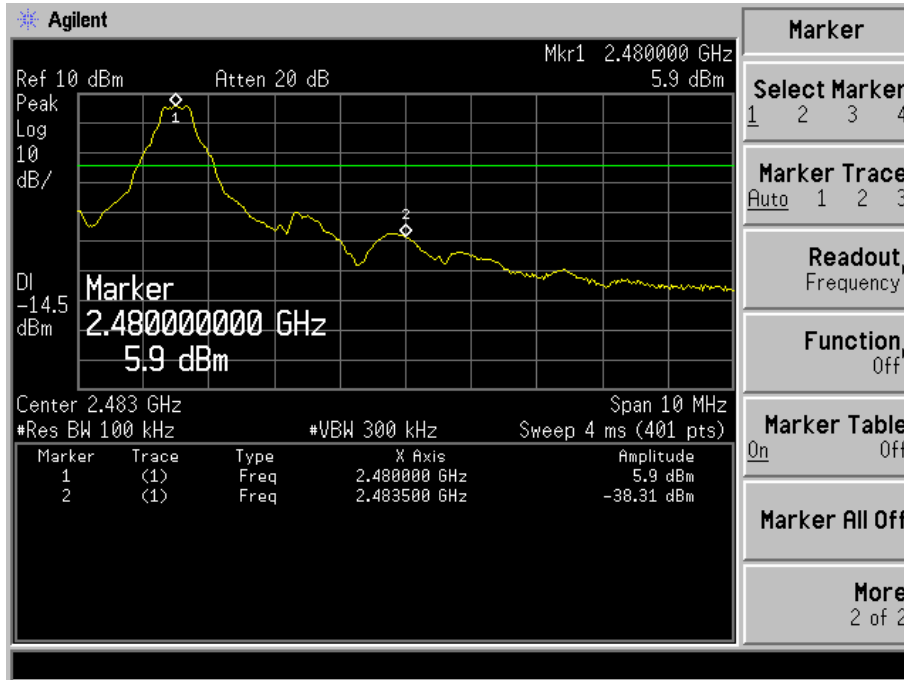 Agilent
Marker
Mkr1 2.480000 GHz
Ref 10 dBm Atten 20 dB 5.9 dBm
Peak
Log
10
dB/
1
2
DI
-14.5
dBm
Marker
2.480000000 GHz
5.9 dBm
Center 2.483 GHz Span 10 MHz
#Res BW 100 kHz #VBW 300 kHz Sweep 4 ms (401 pts)
Marker Trace Type X Axis Amplitude
1 (1) Freq 2.480000 GHz 5.9 dBm
2 (1) Freq 2.483500 GHz -38.31 dBm
Select Marker
1 2 3 4
Marker Trace
Auto 1 2 3
Readout
Frequency
Function
Off
Marker Table
On Off
Marker All Off
More
2 of 2